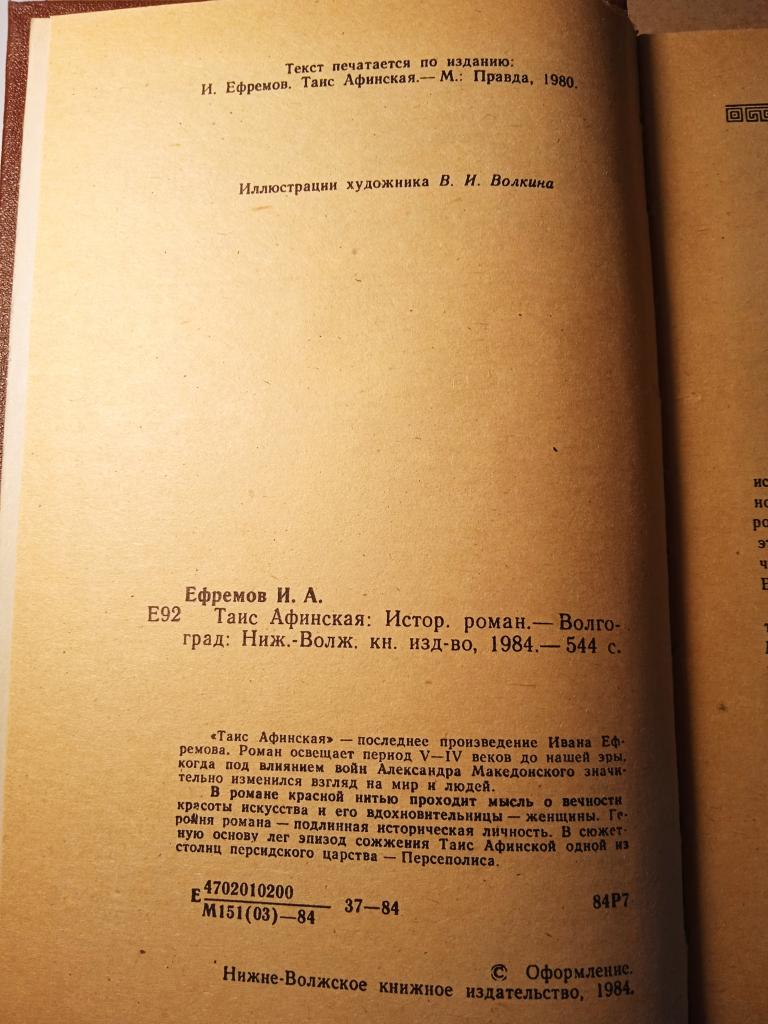 Текст печатается по изданию:
И. Ефремов. Таис Афинская.— М.: Правда, 1980.
Иллюстрации художника В. И. Волкина
Ефремов И. А.
Е92 Таис Афинская: Истор. роман.— Волго-
град: Ниж.-Волж. кн. изд-во, 1984.— 544 с.
«Таис Афинская» — последнее произведение Ивана Еф-
ремова. Роман освещает период V—IV веков до нашей эры,
когда под влиянием войн Александра Македонского значи-
тельно изменился взгляд на мир и людей.
В романе красной нитью проходит мысль о вечности
красоты искусства и его вдохновительницы — женщины. Ге-
роиня романа — подлинная историческая личность. В сюжет-
ную основу лег эпизод сожжения Таис Афинской одной из
столиц персидского царства — Персеполиса.
Е 4702010200
М151(03)—84 37—84 84Р7
© Оформление.
Нижне-Волжское книжное издательство, 1984.